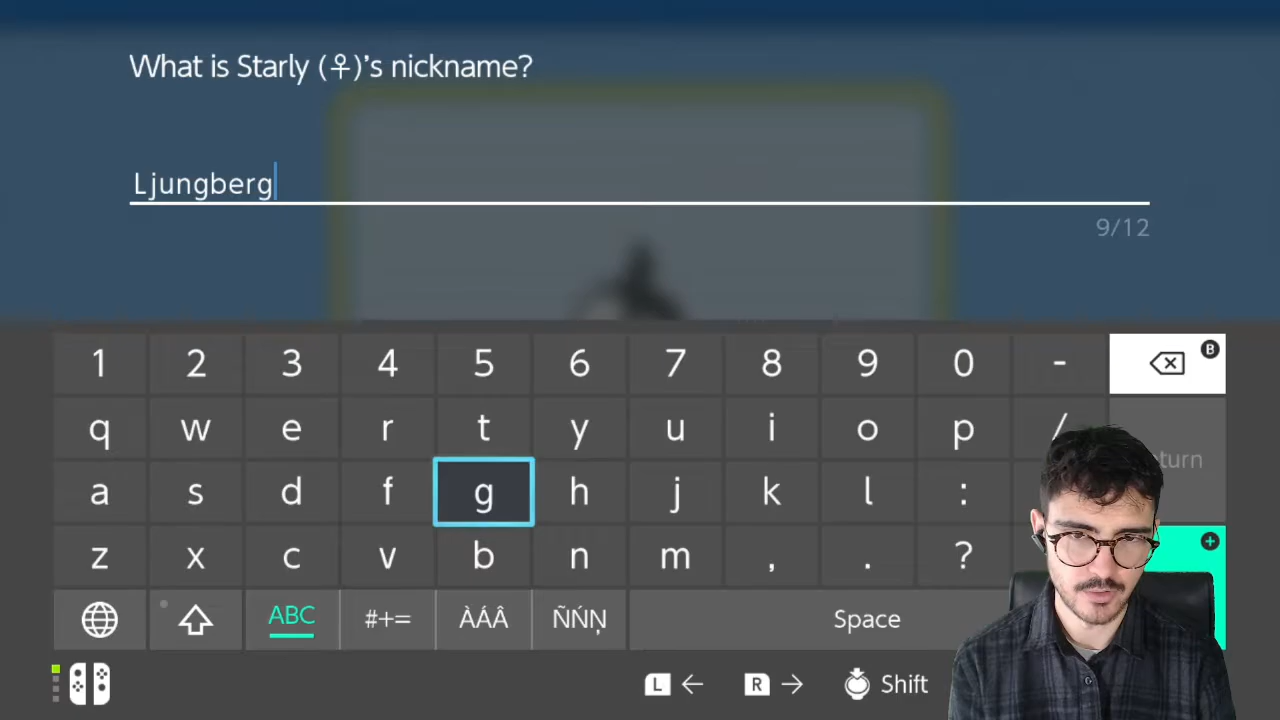 What is Starly (♀)'s nickname?
Ljungberg
9/12
1 2 3 4 5 6 7 8 9 0 - B
q w e r t y u i o p /
a s d f g h j k l :
z x c v b n m , . ? +
ABC #+= ÀÁÂ ÑŃŅ Space
L ← R → Shift